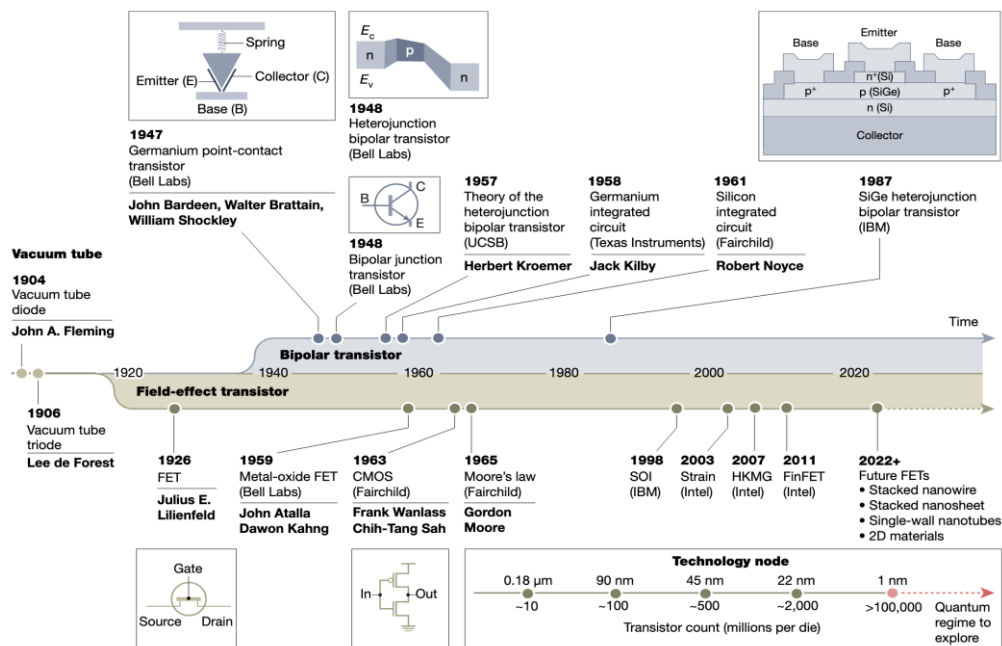 Spring
Emitter (E)
Collector (C)
Base (B)
1947
Germanium point-contact
transistor
(Bell Labs)
John Bardeen, Walter Brattain,
William Shockley
Ec
n
p
Ev
n
1948
Heterojunction
bipolar transistor
(Bell Labs)
B
C
E
1948
Bipolar junction
transistor
(Bell Labs)
1957
Theory of the
heterojunction
bipolar transistor
(UCSB)
Herbert Kroemer
1958
Germanium
integrated
circuit
(Texas Instruments)
Jack Kilby
1961
Silicon
integrated
circuit
(Fairchild)
Robert Noyce
Base
Emitter
Base
n+(Si)
p+
p (SiGe)
p+
n (Si)
Collector
1987
SiGe heterojunction
bipolar transistor
(IBM)
Vacuum tube
1904
Vacuum tube
diode
John A. Fleming
Time
Bipolar transistor
1920
1940
1960
1980
2000
2020
Field-effect transistor
1906
Vacuum tube
triode
Lee de Forest
1926
FET
Julius E.
Lilienfeld
1959
Metal-oxide FET
(Bell Labs)
John Atalla
Dawon Kahng
1963
CMOS
(Fairchild)
Frank Wanlass
Chih-Tang Sah
1965
Moore's law
(Fairchild)
Gordon
Moore
1998
SOI
(IBM)
2003
Strain
(Intel)
2007
HKMG
(Intel)
2011
FinFET
(Intel)
2022+
Future FETs
• Stacked nanowire
• Stacked nanosheet
• Single-wall nanotubes
• 2D materials
Gate
Source
Drain
In
Out
Technology node
0.18 μm
90 nm
45 nm
22 nm
1 nm
~10
~100
~500
~2,000
>100,000
Transistor count (millions per die)
Quantum
regime to
explore